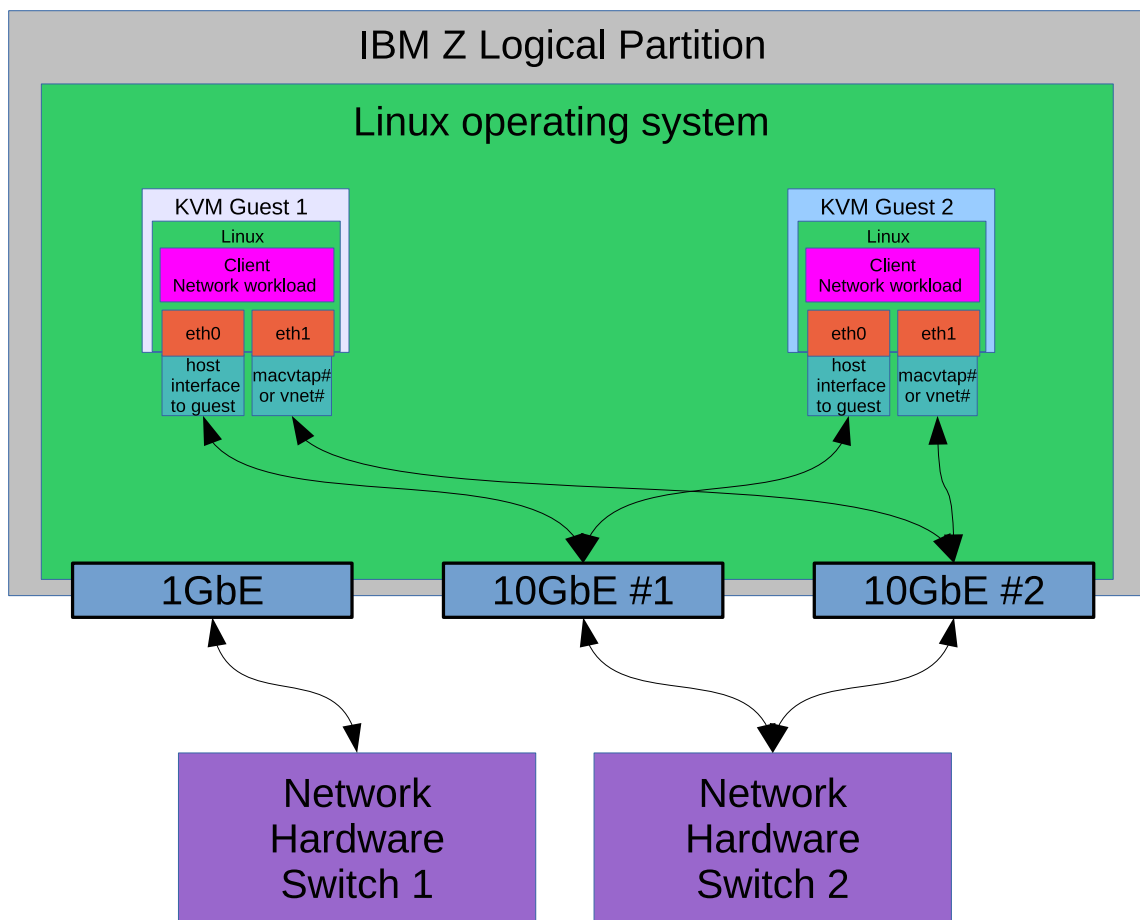 IBM Z Logical Partition
Linux operating system
KVM Guest 1
Linux
Client
Network workload
eth0
eth1
host
interface
to guest
macvtap#
or vnet#
KVM Guest 2
Linux
Client
Network workload
eth0
eth1
host
interface
to guest
macvtap#
or vnet#
1GbE
10GbE #1
10GbE #2
Network
Hardware
Switch 1
Network
Hardware
Switch 2